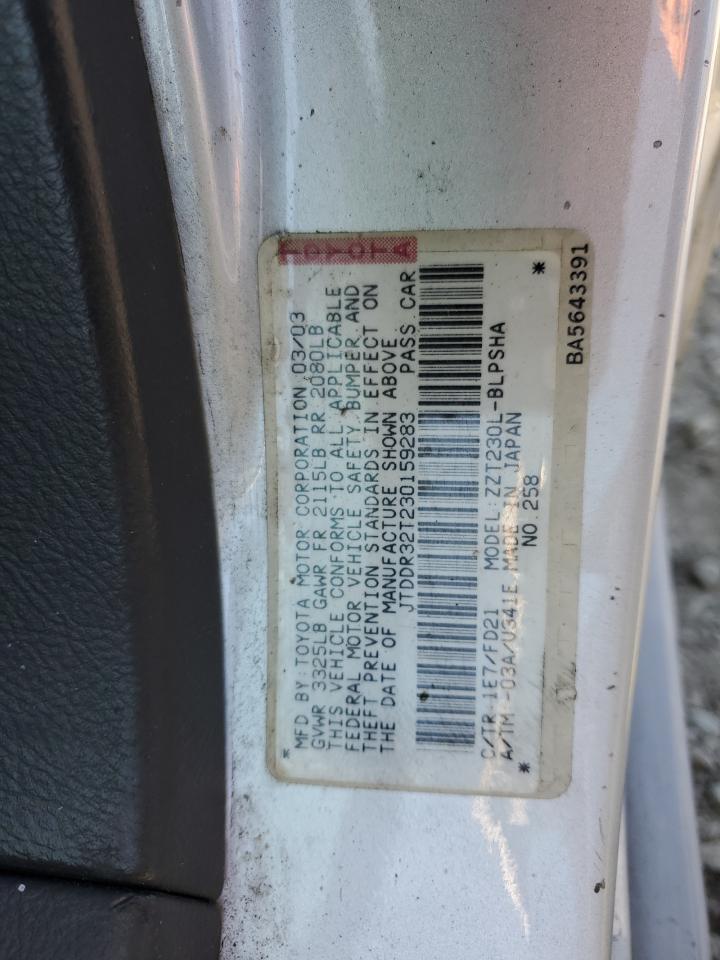 TOYOTA
* MFD BY:TOYOTA MOTOR CORPORATION 03/03
GVWR 3325LB GAWR FR 2115LB RR 2080LB
THIS VEHICLE CONFORMS TO ALL APPLICABLE
FEDERAL MOTOR VEHICLE SAFETY, BUMPER, AND
THEFT PREVENTION STANDARDS IN EFFECT ON
THE DATE OF MANUFACTURE SHOWN ABOVE
JTDDR32T230159283 PASS CAR
C/TR 1E7/FD21 MODEL:ZZT230L-BLPSHA
A/TM -03A/U341E MADE IN JAPAN
* NO.258 *
BA5643391